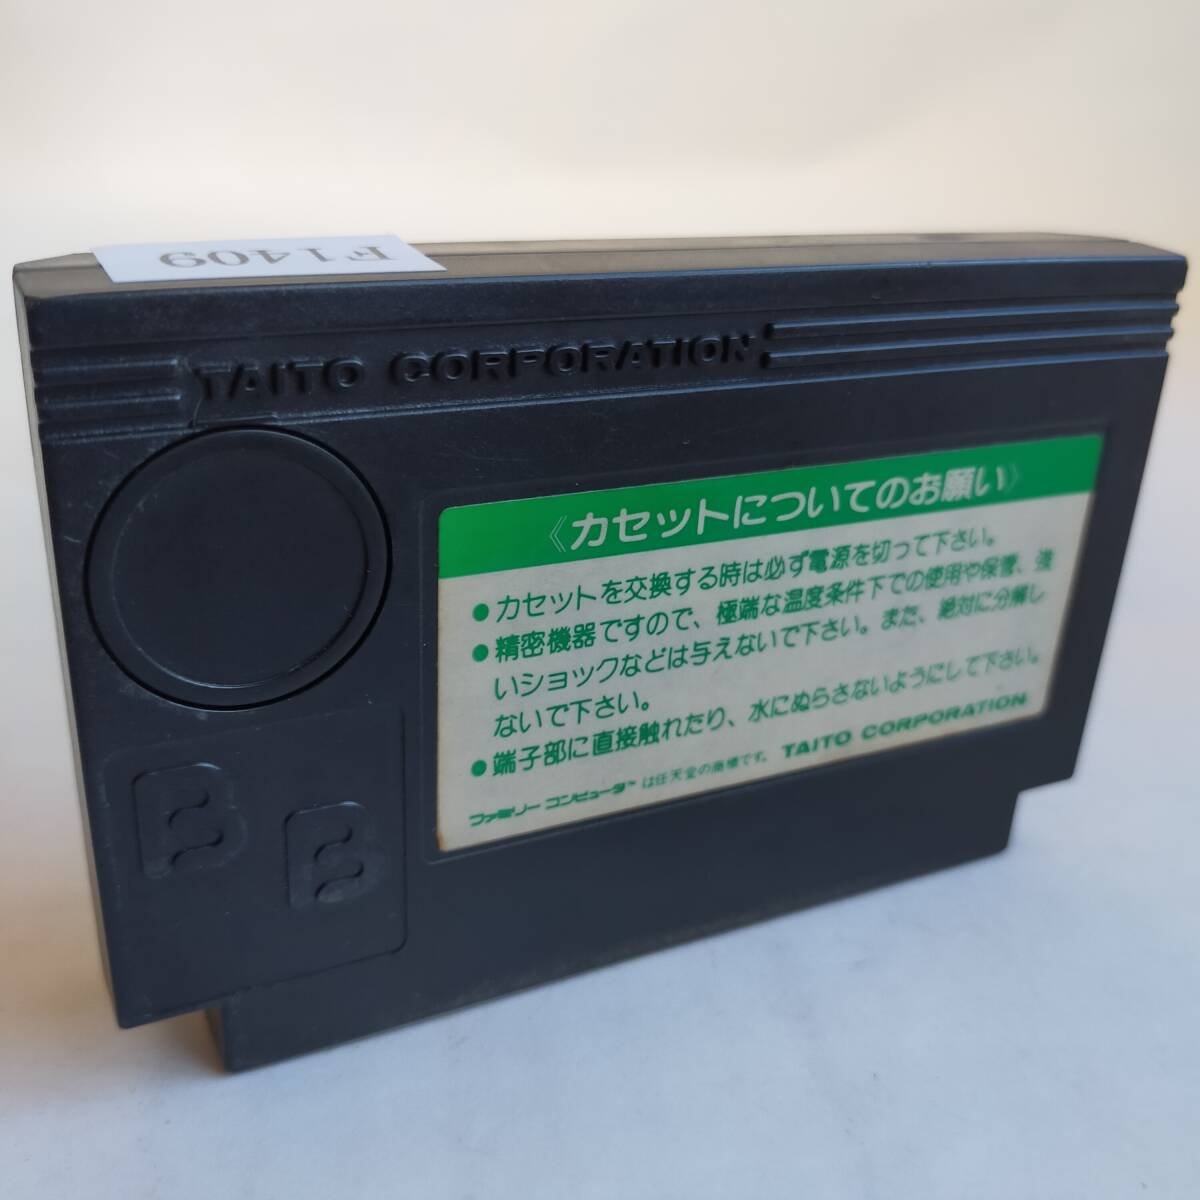 F1409
TAITO CORPORATION
《カセットについてのお願い》
●カセットを交換する時は必ず電源を切って下さい。
●精密機器ですので、極端な温度条件下での使用や保管、強
いショックなどは与えないで下さい。また、絶対に分解し
ないで下さい。
●端子部に直接触れたり、水にぬらさないようにして下さい。
ファミリーコンピュータ™は任天堂の商標です。 TAITO CORPORATION